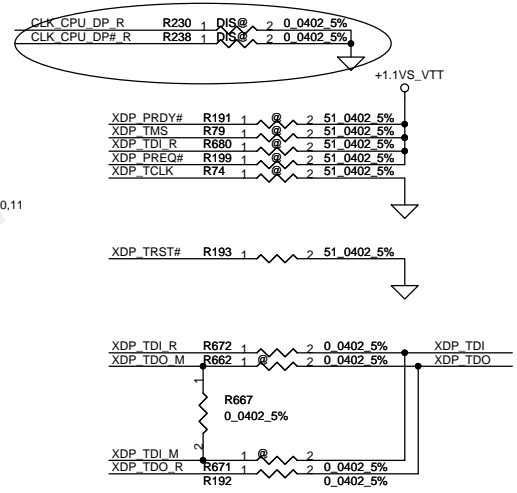 CLK_CPU_DP_R R230 1 DIS@ 2 0_0402_5%
CLK_CPU_DP#_R R238 1 DIS@ 2 0_0402_5%
+1.1VS_VTT
XDP_PRDY# R191 1 @ 2 51_0402_5%
XDP_TMS R79 1 @ 2 51_0402_5%
XDP_TDI_R R680 1 @ 2 51_0402_5%
XDP_PREQ# R199 1 @ 2 51_0402_5%
XDP_TCLK R74 1 @ 2 51_0402_5%
0,11
XDP_TRST# R193 1 2 51_0402_5%
XDP_TDI_R R672 1 2 0_0402_5% XDP_TDI
XDP_TDO_M R662 1 @ 2 0_0402_5% XDP_TDO
1
R667
0_0402_5%
2
XDP_TDI_M 1 @ 2
XDP_TDO_R R671 1 2 0_0402_5%
R192 0_0402_5%